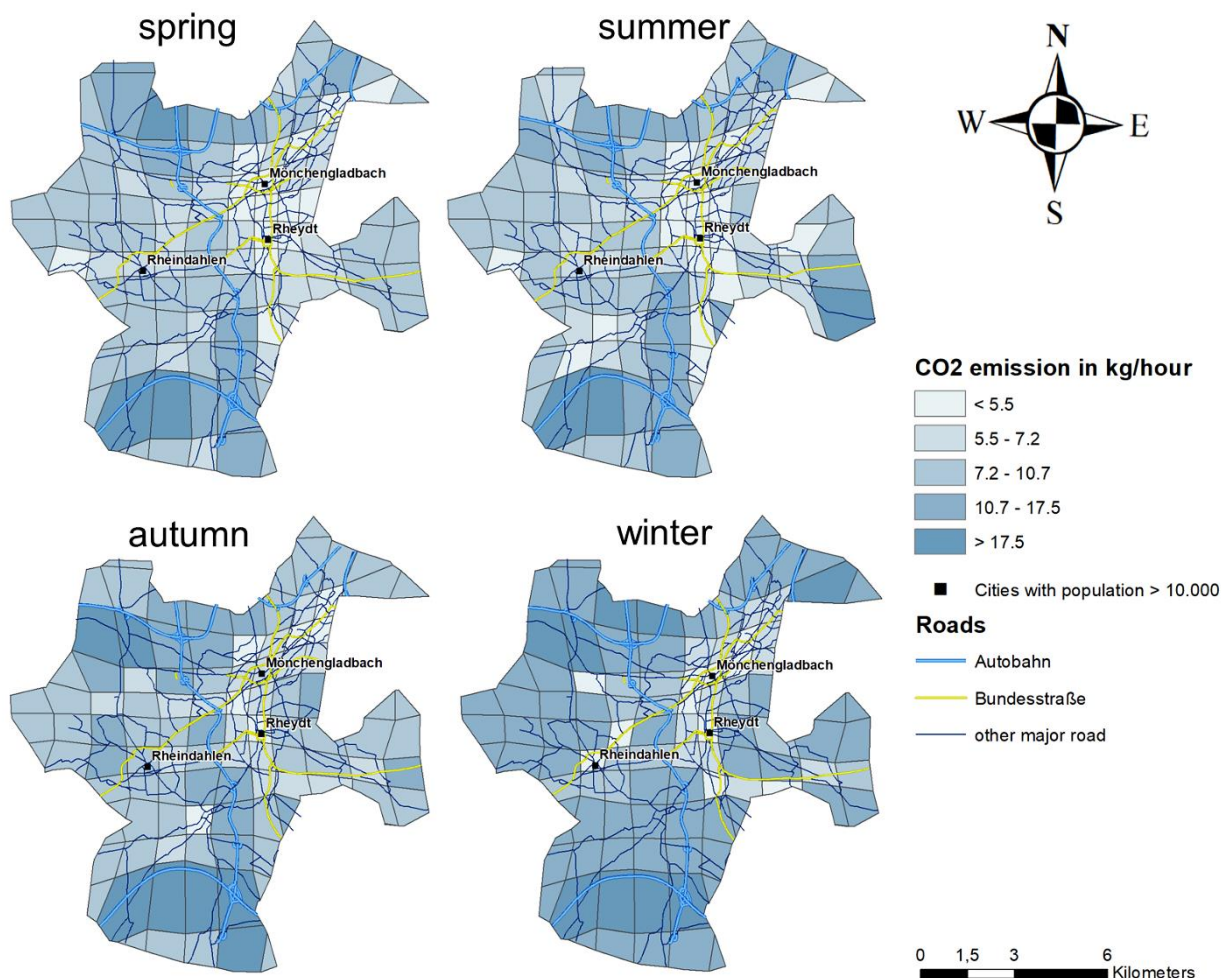 spring
summer
N
W
E
S
Mönchengladbach
Rheydt
Rheindahlen
Mönchengladbach
Rheydt
Rheindahlen
autumn
winter
Mönchengladbach
Rheydt
Rheindahlen
Mönchengladbach
Rheydt
Rheindahlen
CO2 emission in kg/hour
< 5.5
5.5 - 7.2
7.2 - 10.7
10.7 - 17.5
> 17.5
Cities with population > 10.000
Roads
Autobahn
Bundesstraße
other major road
0 1,5 3 6
Kilometers